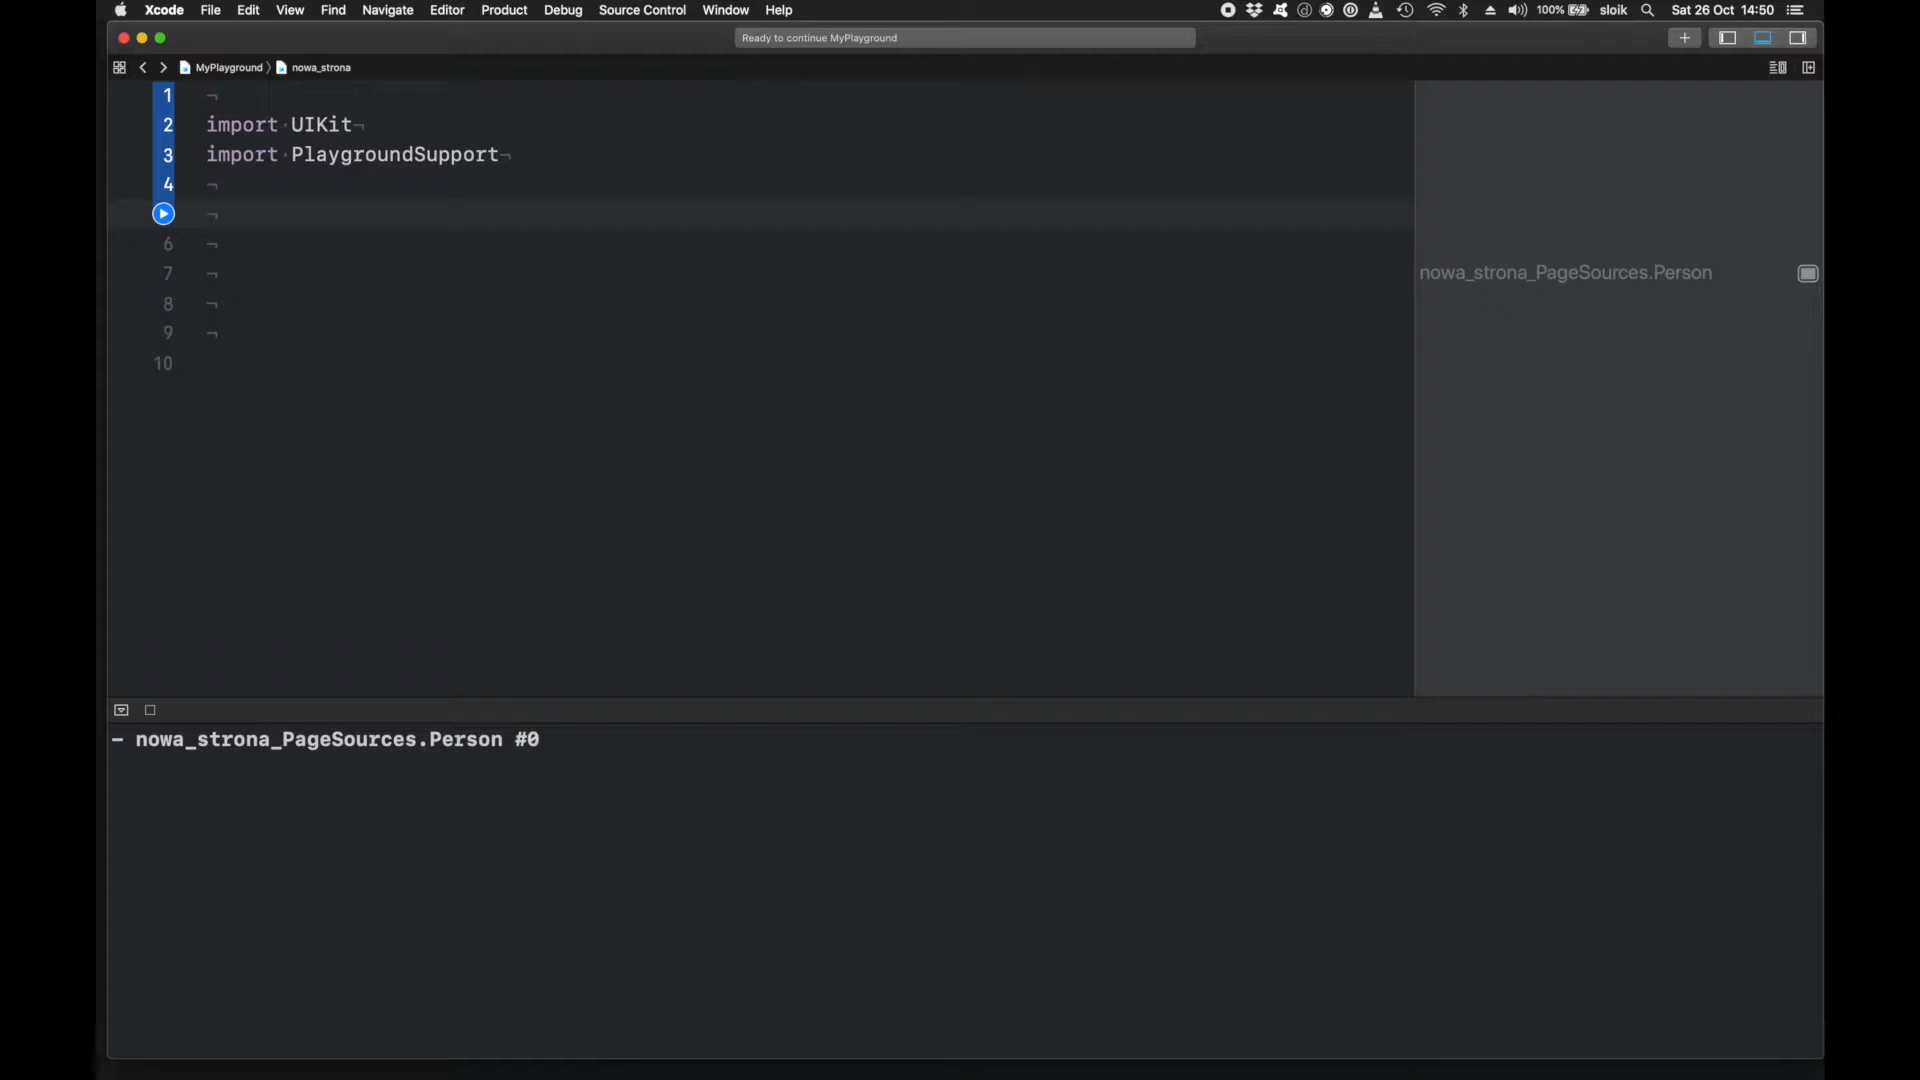 Xcode File Edit View Find Navigate Editor Product Debug Source Control Window Help 100% sloik Sat 26 Oct 14:50
Ready to continue MyPlayground
MyPlayground nowa_strona
1 ¬
2 import·UIKit¬
3 import·PlaygroundSupport¬
4 ¬
¬
6 ¬
7 ¬
nowa_strona_PageSources.Person
8 ¬
9 ¬
10
- nowa_strona_PageSources.Person #0